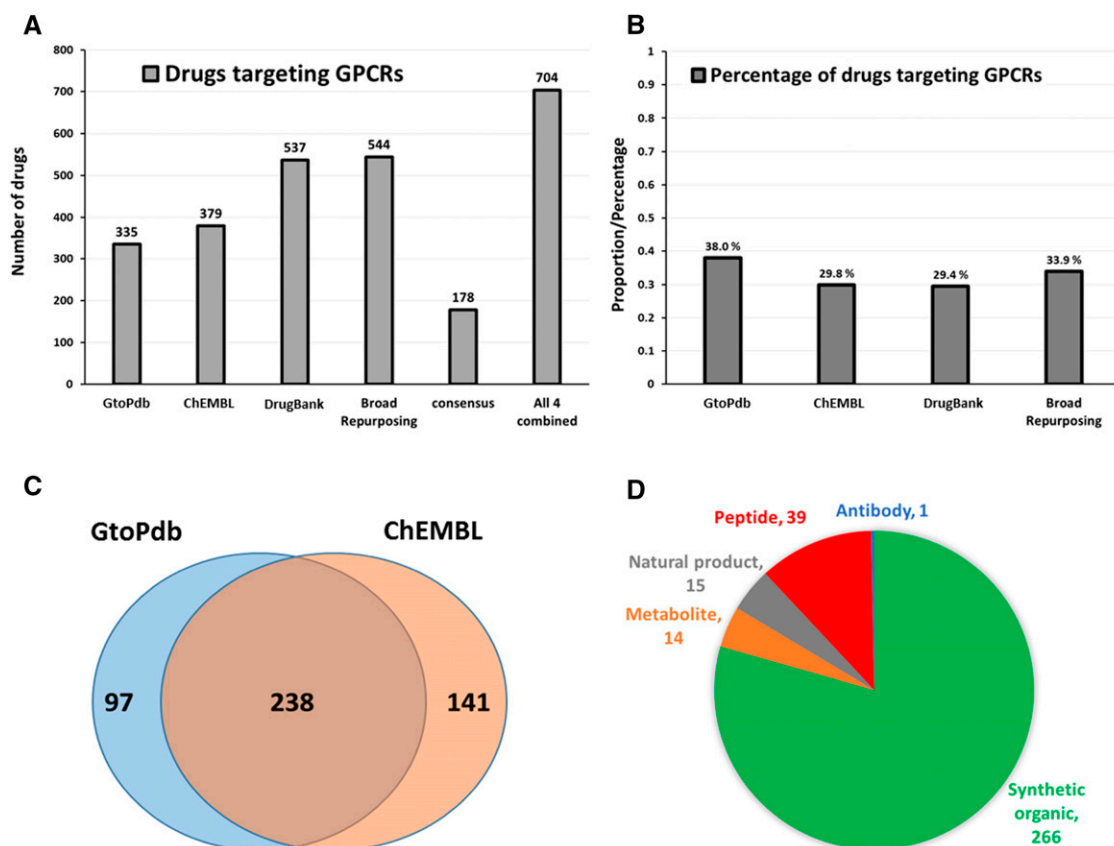 A
Drugs targeting GPCRs
Number of drugs
800
700
600
500
400
300
200
100
0
335
379
537
544
178
704
GtoPdb
ChEMBL
DrugBank
Broad
Repurposing
consensus
All 4
combined
B
Percentage of drugs targeting GPCRs
Proportion/Percentage
1
0.9
0.8
0.7
0.6
0.5
0.4
0.3
0.2
0.1
0
38.0 %
29.8 %
29.4 %
33.9 %
GtoPdb
ChEMBL
DrugBank
Broad
Repurposing
C
GtoPdb
ChEMBL
97
238
141
D
Peptide, 39
Antibody, 1
Natural product,
15
Metabolite,
14
Synthetic
organic,
266